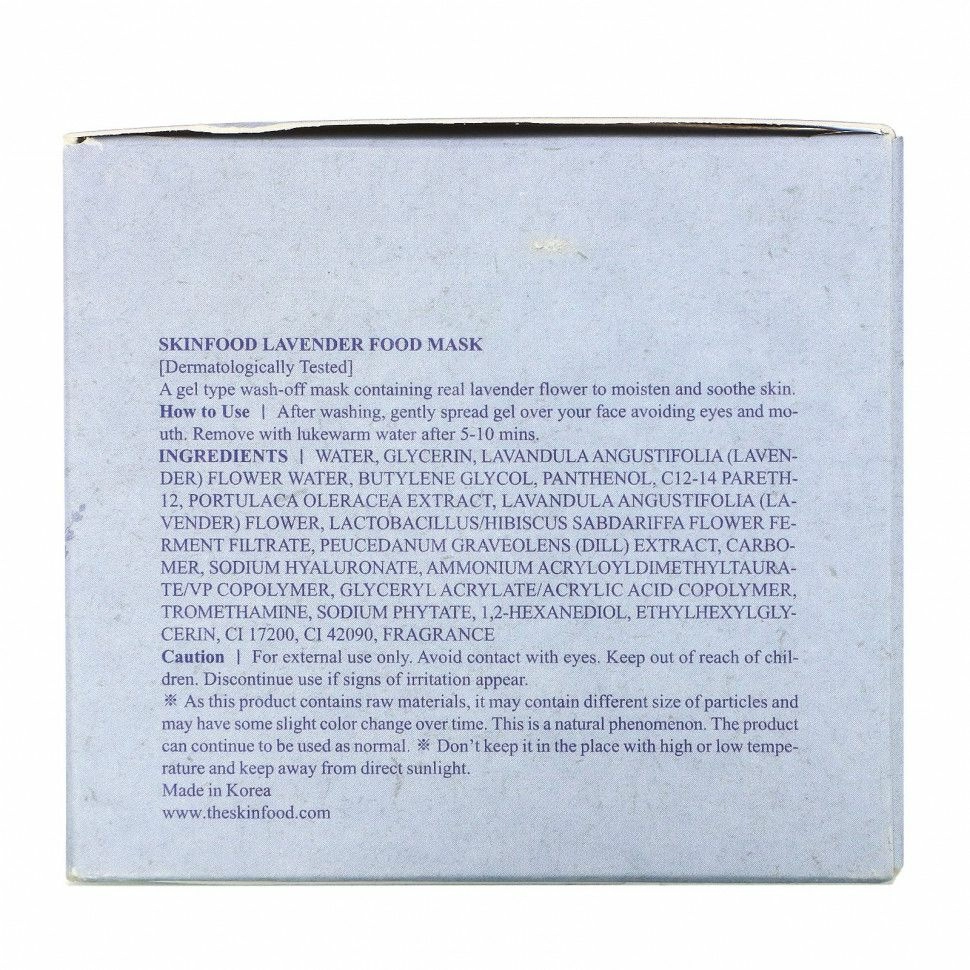 SKINFOOD LAVENDER FOOD MASK
[Dermatologically Tested]
A gel type wash-off mask containing real lavender flower to moisten and soothe skin.
How to Use | After washing, gently spread gel over your face avoiding eyes and mo-
uth. Remove with lukewarm water after 5-10 mins.
INGREDIENTS | WATER, GLYCERIN, LAVANDULA ANGUSTIFOLIA (LAVEN-
DER) FLOWER WATER, BUTYLENE GLYCOL, PANTHENOL, C12-14 PARETH-
12, PORTULACA OLERACEA EXTRACT, LAVANDULA ANGUSTIFOLIA (LA-
VENDER) FLOWER, LACTOBACILLUS/HIBISCUS SABDARIFFA FLOWER FE-
RMENT FILTRATE, PEUCEDANUM GRAVEOLENS (DILL) EXTRACT, CARBO-
MER, SODIUM HYALURONATE, AMMONIUM ACRYLOYLDIMETHYLTAURA-
TE/VP COPOLYMER, GLYCERYL ACRYLATE/ACRYLIC ACID COPOLYMER,
TROMETHAMINE, SODIUM PHYTATE, 1,2-HEXANEDIOL, ETHYLHEXYLGLY-
CERIN, CI 17200, CI 42090, FRAGRANCE
Caution | For external use only. Avoid contact with eyes. Keep out of reach of chil-
dren. Discontinue use if signs of irritation appear.
※ As this product contains raw materials, it may contain different size of particles and
may have some slight color change over time. This is a natural phenomenon. The product
can continue to be used as normal. ※ Don't keep it in the place with high or low tempe-
rature and keep away from direct sunlight.
Made in Korea
www.theskinfood.com